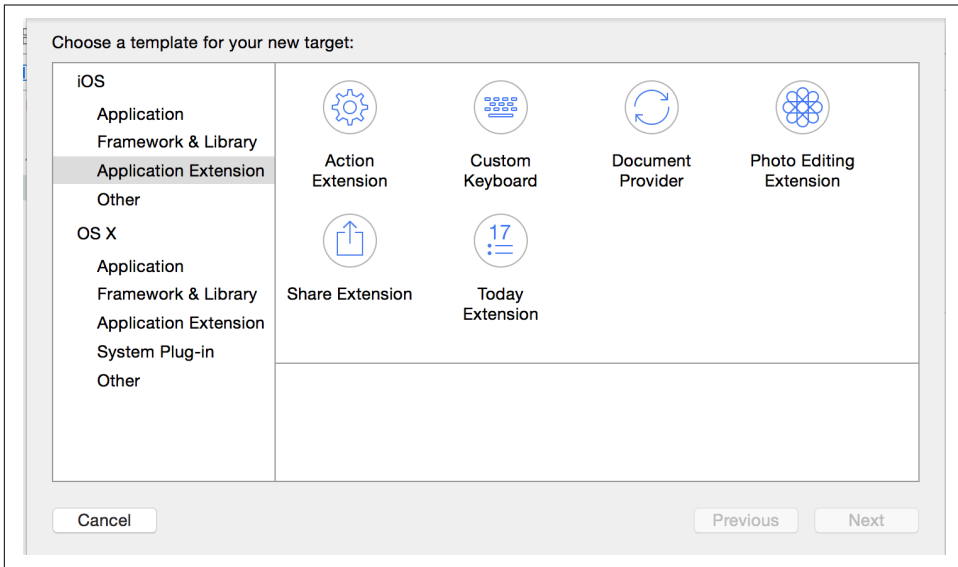 Choose a template for your new target:
iOS
Application
Framework & Library
Application Extension
Other
OS X
Application
Framework & Library
Application Extension
System Plug-in
Other
Action
Extension
Custom
Keyboard
Document
Provider
Photo Editing
Extension
Share Extension
17
Today
Extension
Cancel
Previous
Next